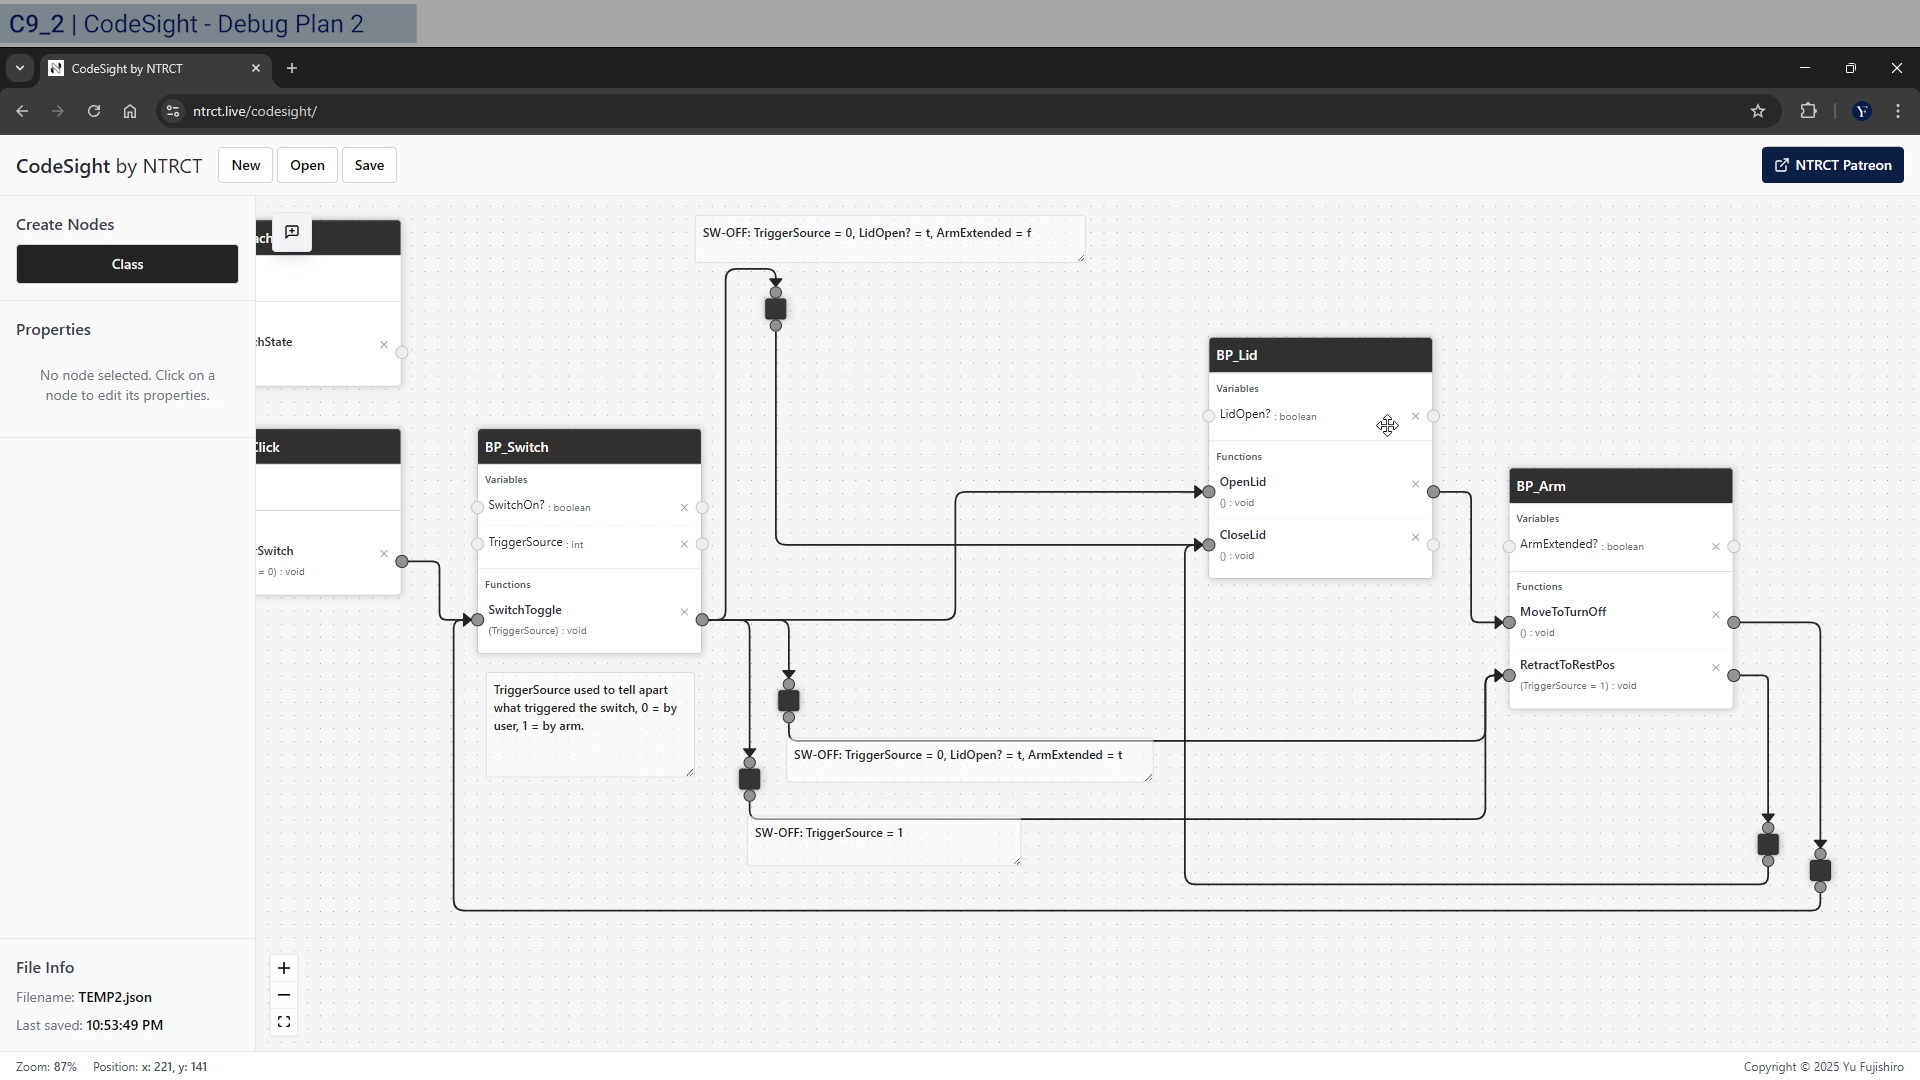 C9_2 | CodeSight - Debug Plan 2
CodeSight by NTRCT
ntrct.live/codesight/
CodeSight by NTRCT
New
Open
Save
NTRCT Patreon
Create Nodes
Class
Properties
No node selected. Click on a
node to edit its properties.
ach
hState
Click
rSwitch
= 0) : void
BP_Switch
Variables
SwitchOn? : boolean
TriggerSource : int
Functions
SwitchToggle
(TriggerSource) : void
TriggerSource used to tell apart
what triggered the switch, 0 = by
user, 1 = by arm.
SW-OFF: TriggerSource = 0, LidOpen? = t, ArmExtended = f
SW-OFF: TriggerSource = 0, LidOpen? = t, ArmExtended = t
SW-OFF: TriggerSource = 1
BP_Lid
Variables
LidOpen? : boolean
Functions
OpenLid
() : void
CloseLid
() : void
BP_Arm
Variables
ArmExtended? : boolean
Functions
MoveToTurnOff
() : void
RetractToRestPos
(TriggerSource = 1) : void
File Info
Filename: TEMP2.json
Last saved: 10:53:49 PM
Zoom: 87% Position: x: 221, y: 141
Copyright © 2025 Yu Fujishiro